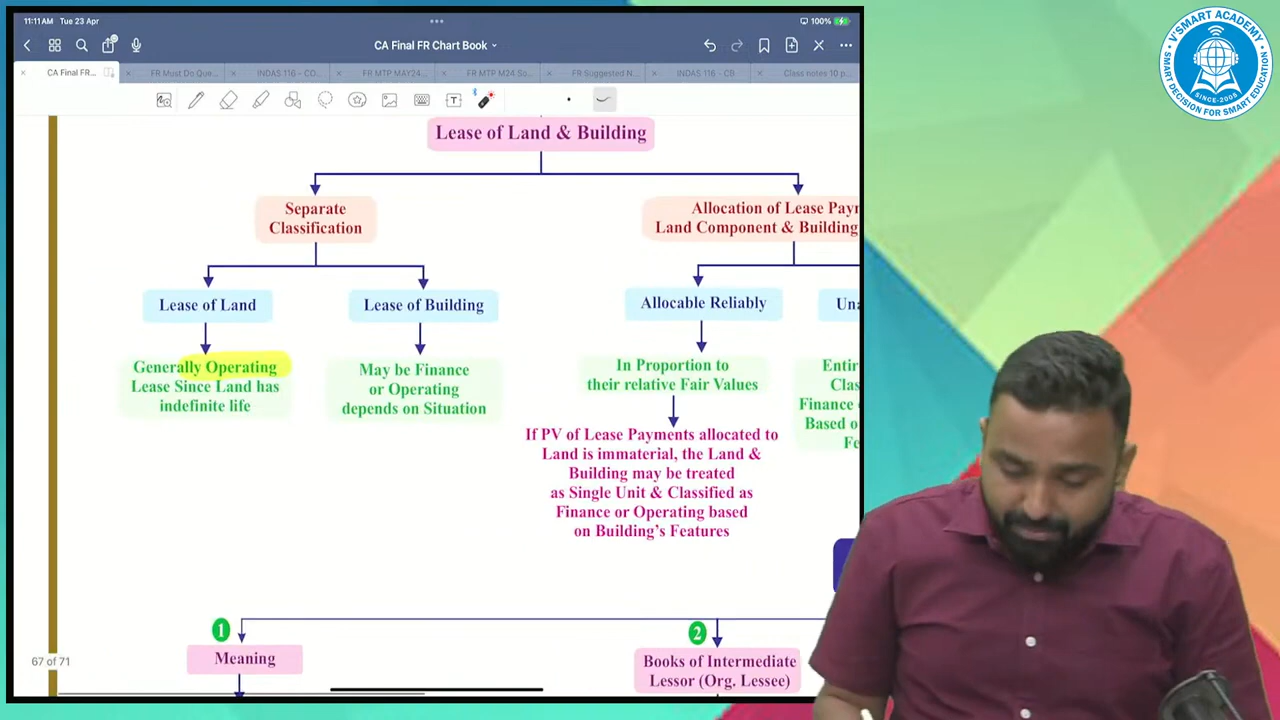 11:11AM Tue 23 Apr
100%
CA Final FR Chart Book
CA Final FR...
FR Must Do Que...
INDAS 116 - CO...
FR MTP MAY24...
FR MTP M24 So...
FR Suggested N...
INDAS 116 - CB
Class notes 10 p...
V'SMART ACADEMY
SINCE-2005
SMART DECISION FOR SMART EDUCATION
Lease of Land & Building
Separate
Classification
Allocation of Lease Payr
Land Component & Building
Lease of Land
Lease of Building
Allocable Reliably
Una
Generally Operating
Lease Since Land has
indefinite life
May be Finance
or Operating
depends on Situation
In Proportion to
their relative Fair Values
Entir
Clas
Finance
Based o
Fe
If PV of Lease Payments allocated to
Land is immaterial, the Land &
Building may be treated
as Single Unit & Classified as
Finance or Operating based
on Building's Features
1
Meaning
2
Books of Intermediate
Lessor (Org. Lessee)
67 of 71